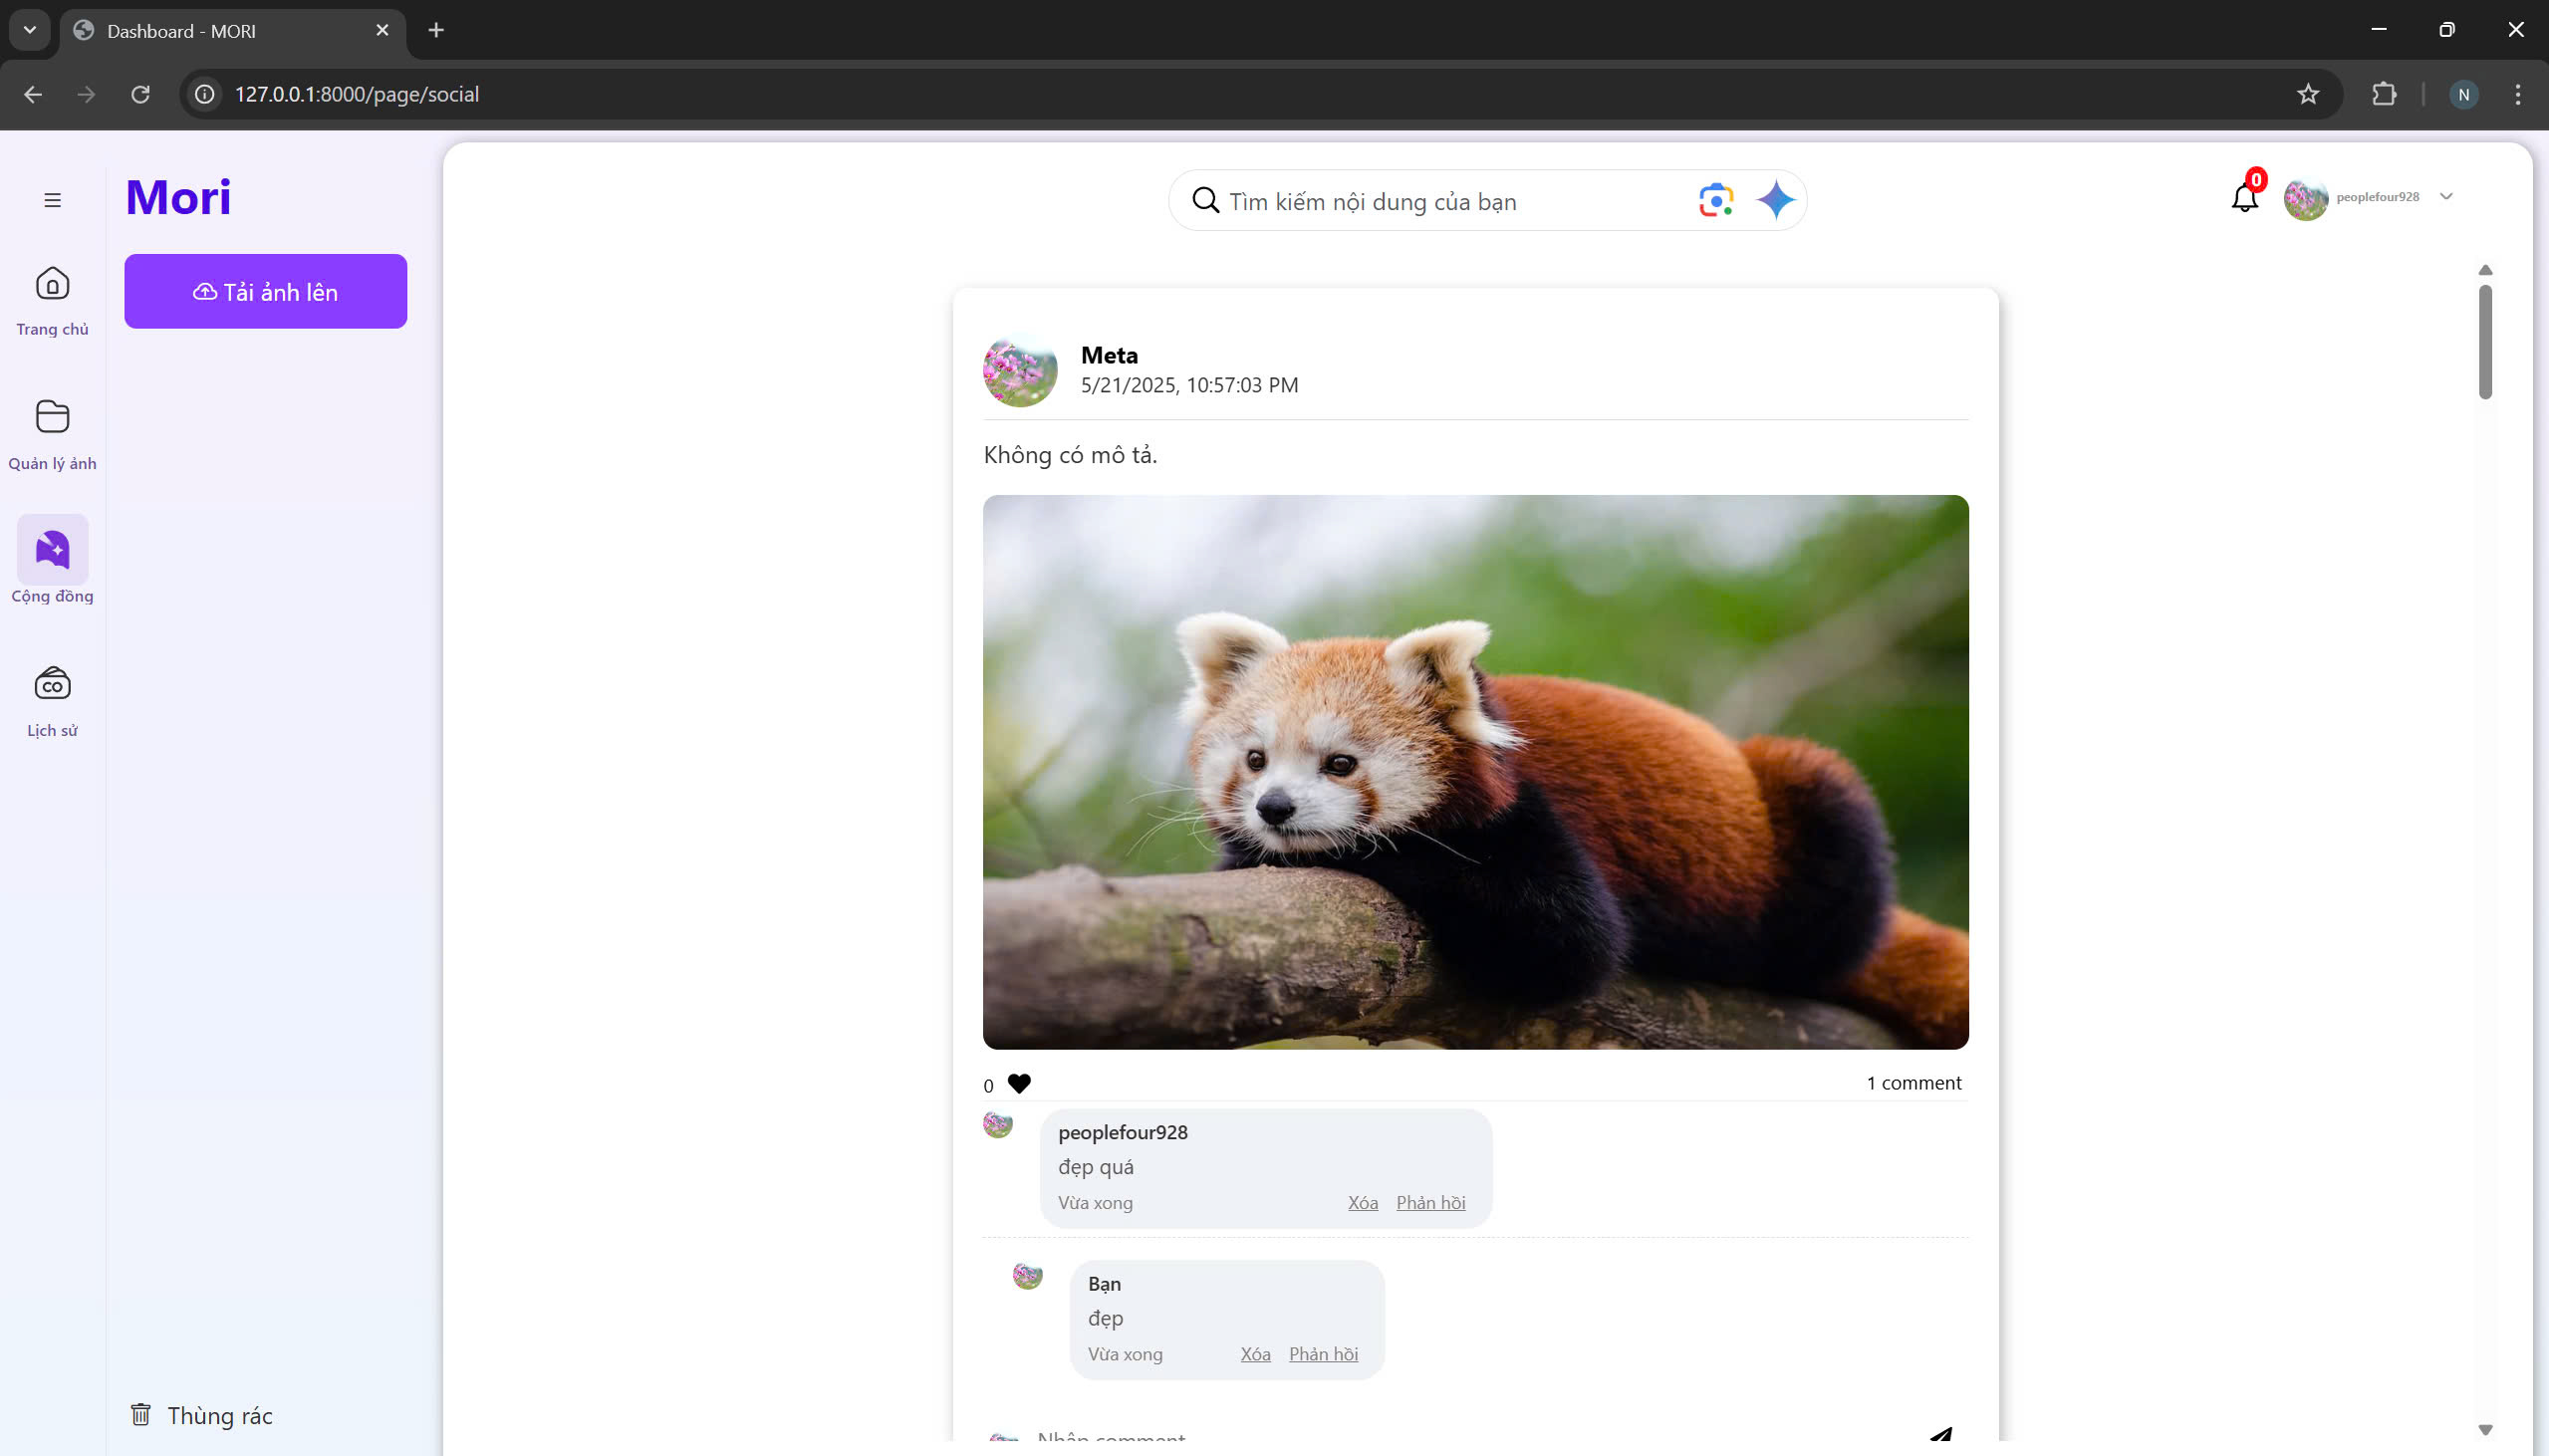 Dashboard - MORI
127.0.0.1:8000/page/social
N
Mori
Tìm kiếm nội dung của bạn
0
peoplefour928
Tải ảnh lên
Trang chủ
Quản lý ảnh
Cộng đồng
CO
Lịch sử
Thùng rác
Meta
5/21/2025, 10:57:03 PM
Không có mô tả.
0
1 comment
peoplefour928
đẹp quá
Vừa xong Xóa Phản hồi
Bạn
đẹp
Vừa xong Xóa Phản hồi
Nhập comment